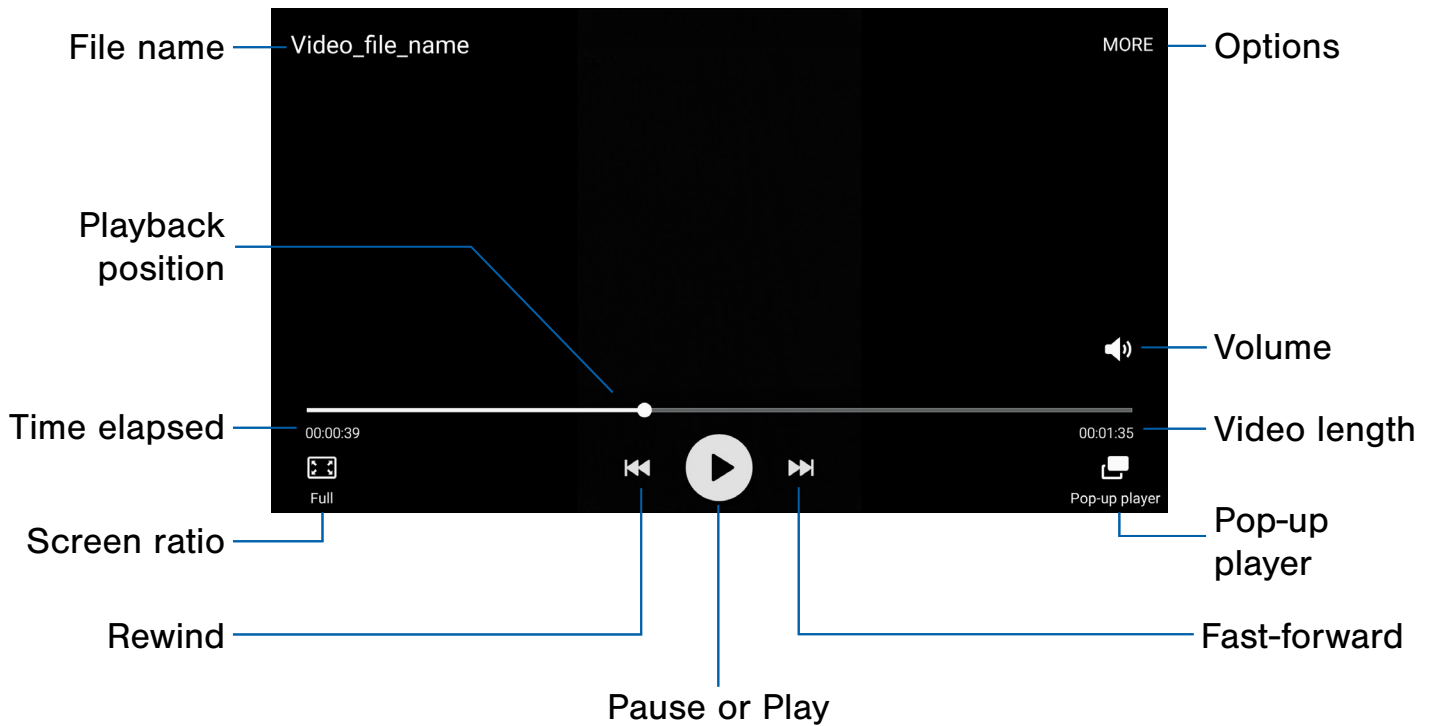 File name
Video_file_name
MORE
Options
Playback
position
Volume
Time elapsed
00:00:39
00:01:35
Video length
Full
Pop-up player
Screen ratio
Pop-up
player
Rewind
Fast-forward
Pause or Play